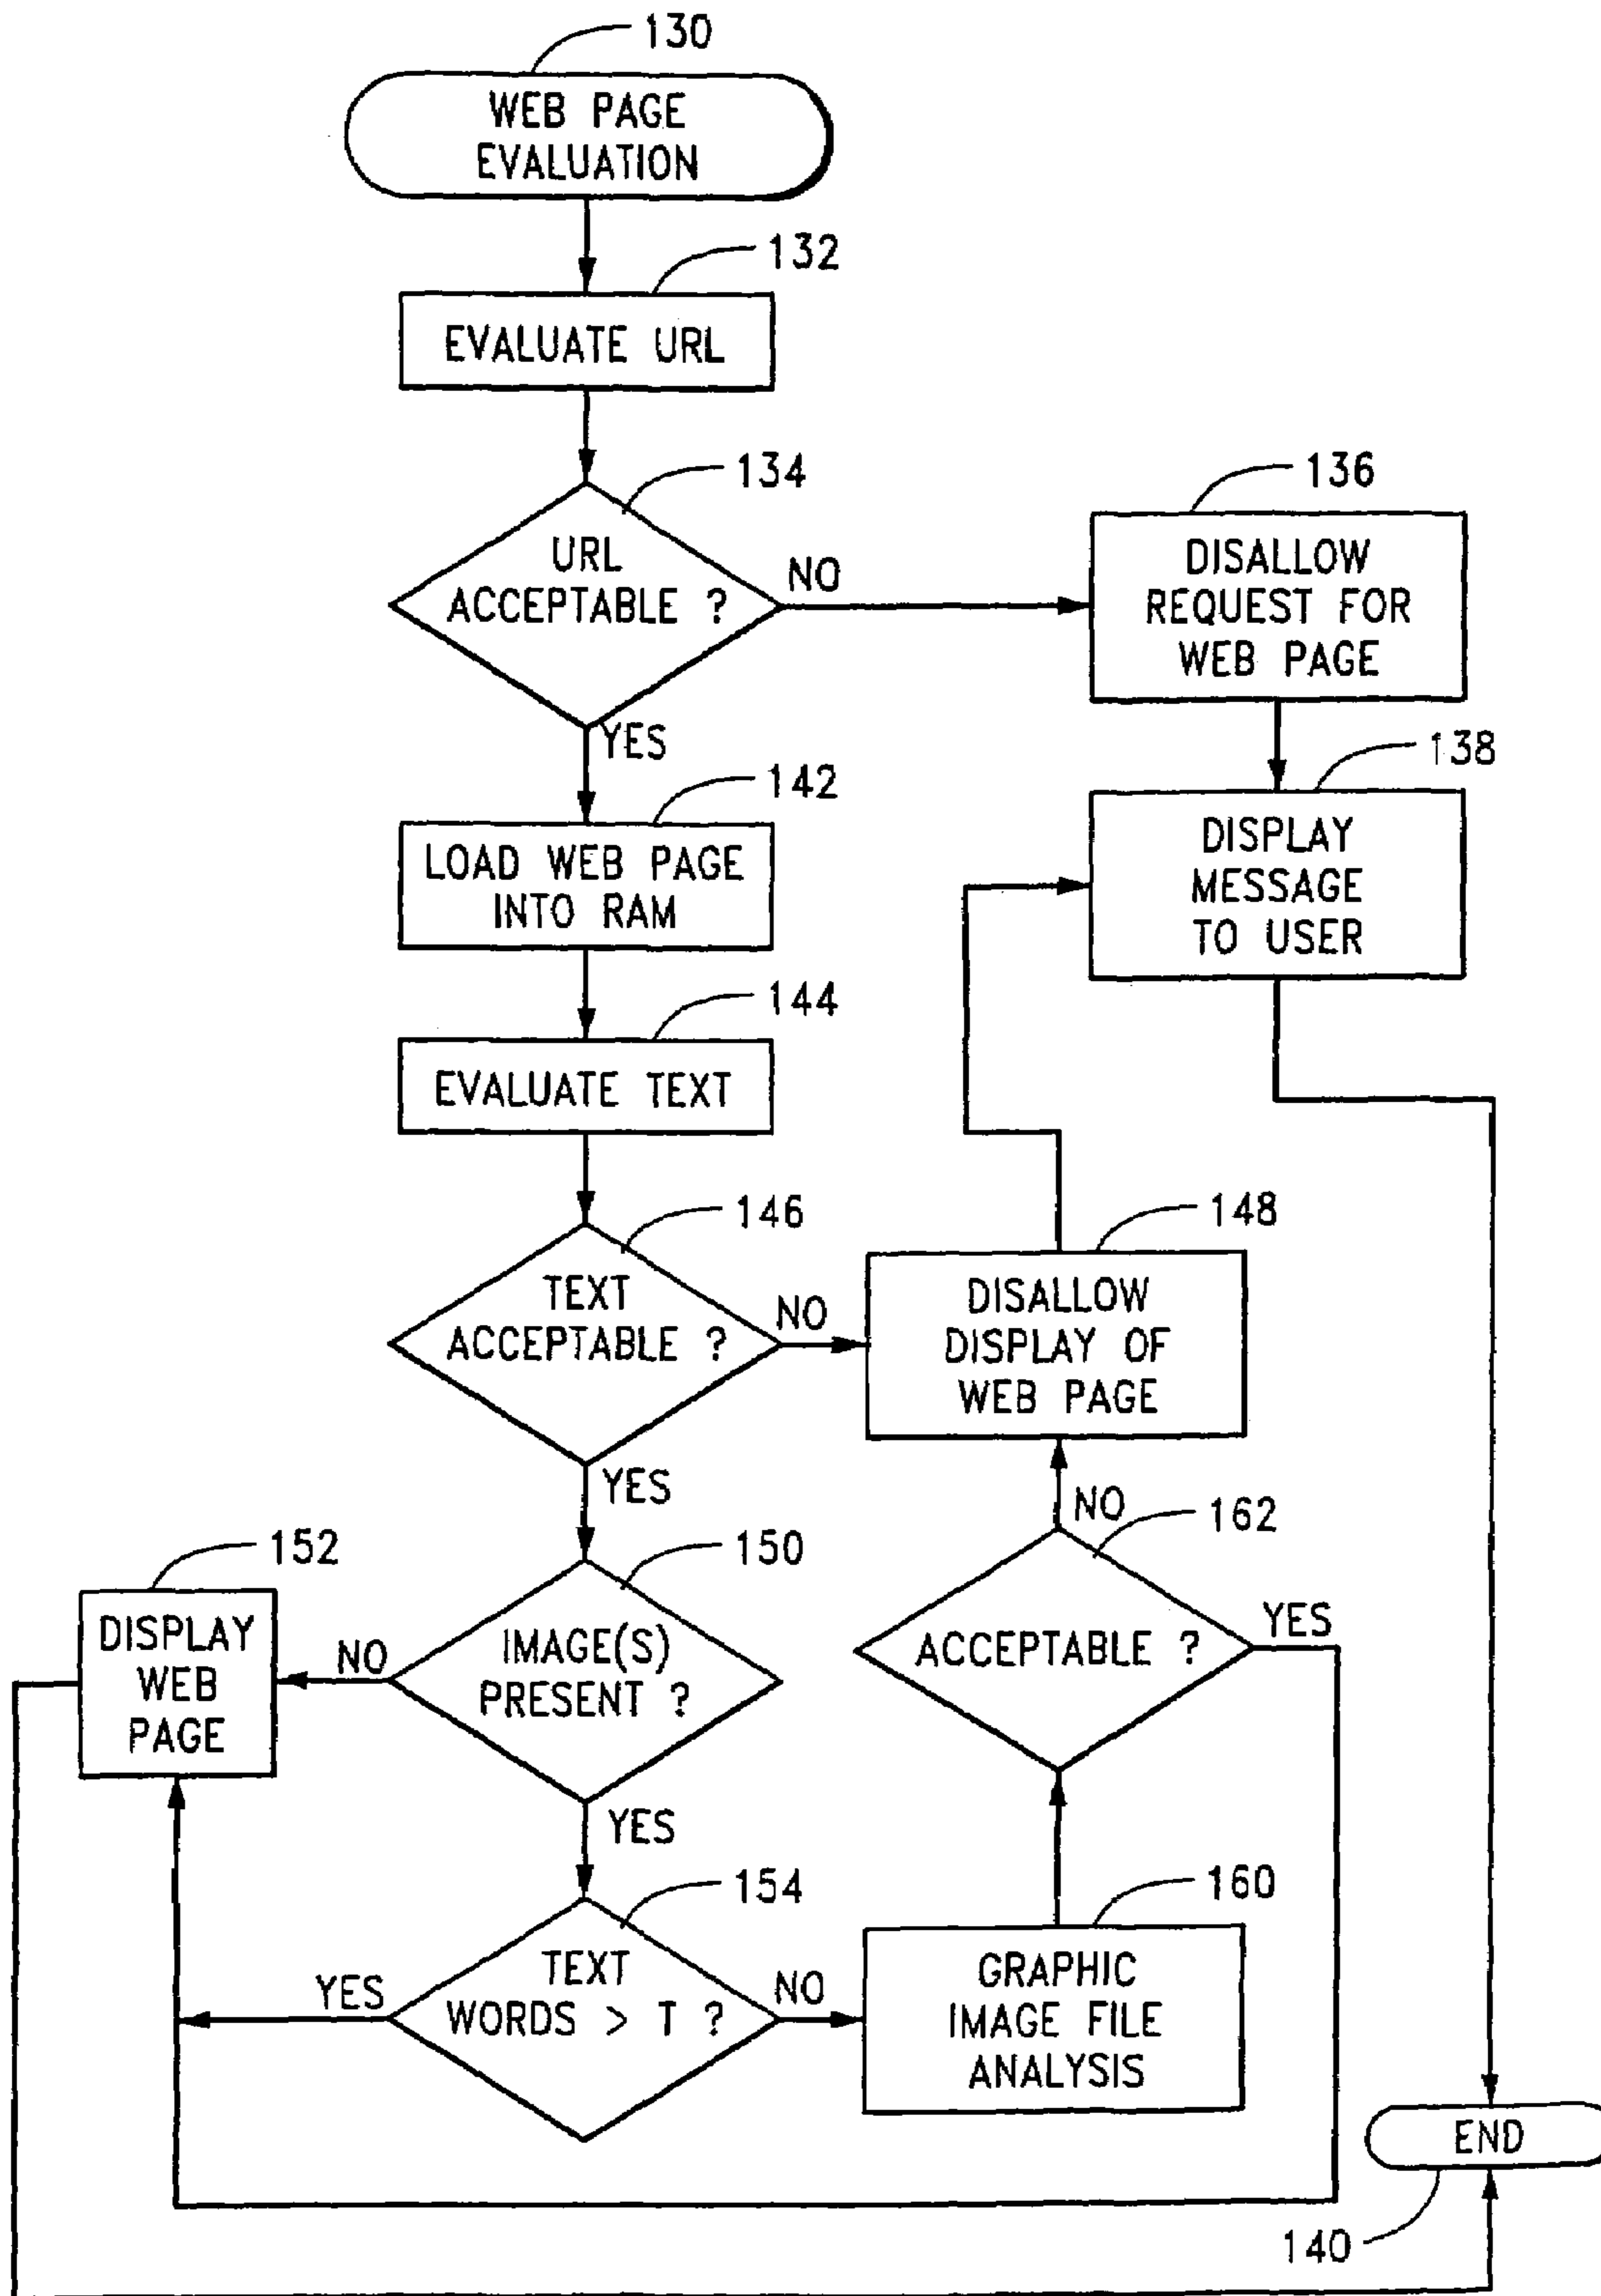 130
WEB PAGE
EVALUATION
132
EVALUATE URL
134
URL
ACCEPTABLE ?
NO
YES
136
DISALLOW
REQUEST FOR
WEB PAGE
138
DISPLAY
MESSAGE
TO USER
142
LOAD WEB PAGE
INTO RAM
144
EVALUATE TEXT
146
TEXT
ACCEPTABLE ?
NO
YES
148
DISALLOW
DISPLAY OF
WEB PAGE
150
IMAGE(S)
PRESENT ?
NO
YES
152
DISPLAY
WEB
PAGE
162
ACCEPTABLE ?
NO
YES
154
TEXT
WORDS > T ?
YES
NO
160
GRAPHIC
IMAGE FILE
ANALYSIS
END
140